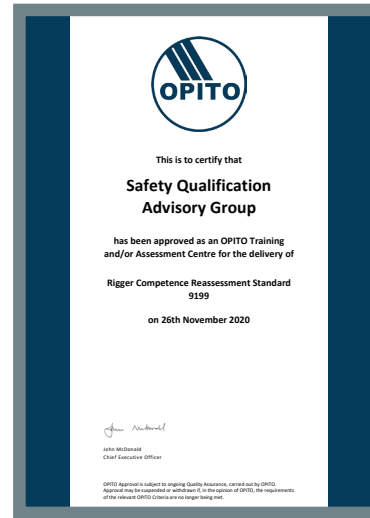 OPITO
This is to certify that
Safety Qualification
Advisory Group
has been approved as an OPITO Training
and/or Assessment Centre for the delivery of
Rigger Competence Reassessment Standard
9199
on 26th November 2020
John McDonald
Chief Executive Officer
OPITO Approval is subject to ongoing Quality Assurance, carried out by OPITO.
Approval may be suspended or withdrawn if, in the opinion of OPITO, the requirements
of the relevant OPITO Criteria are no longer being met.